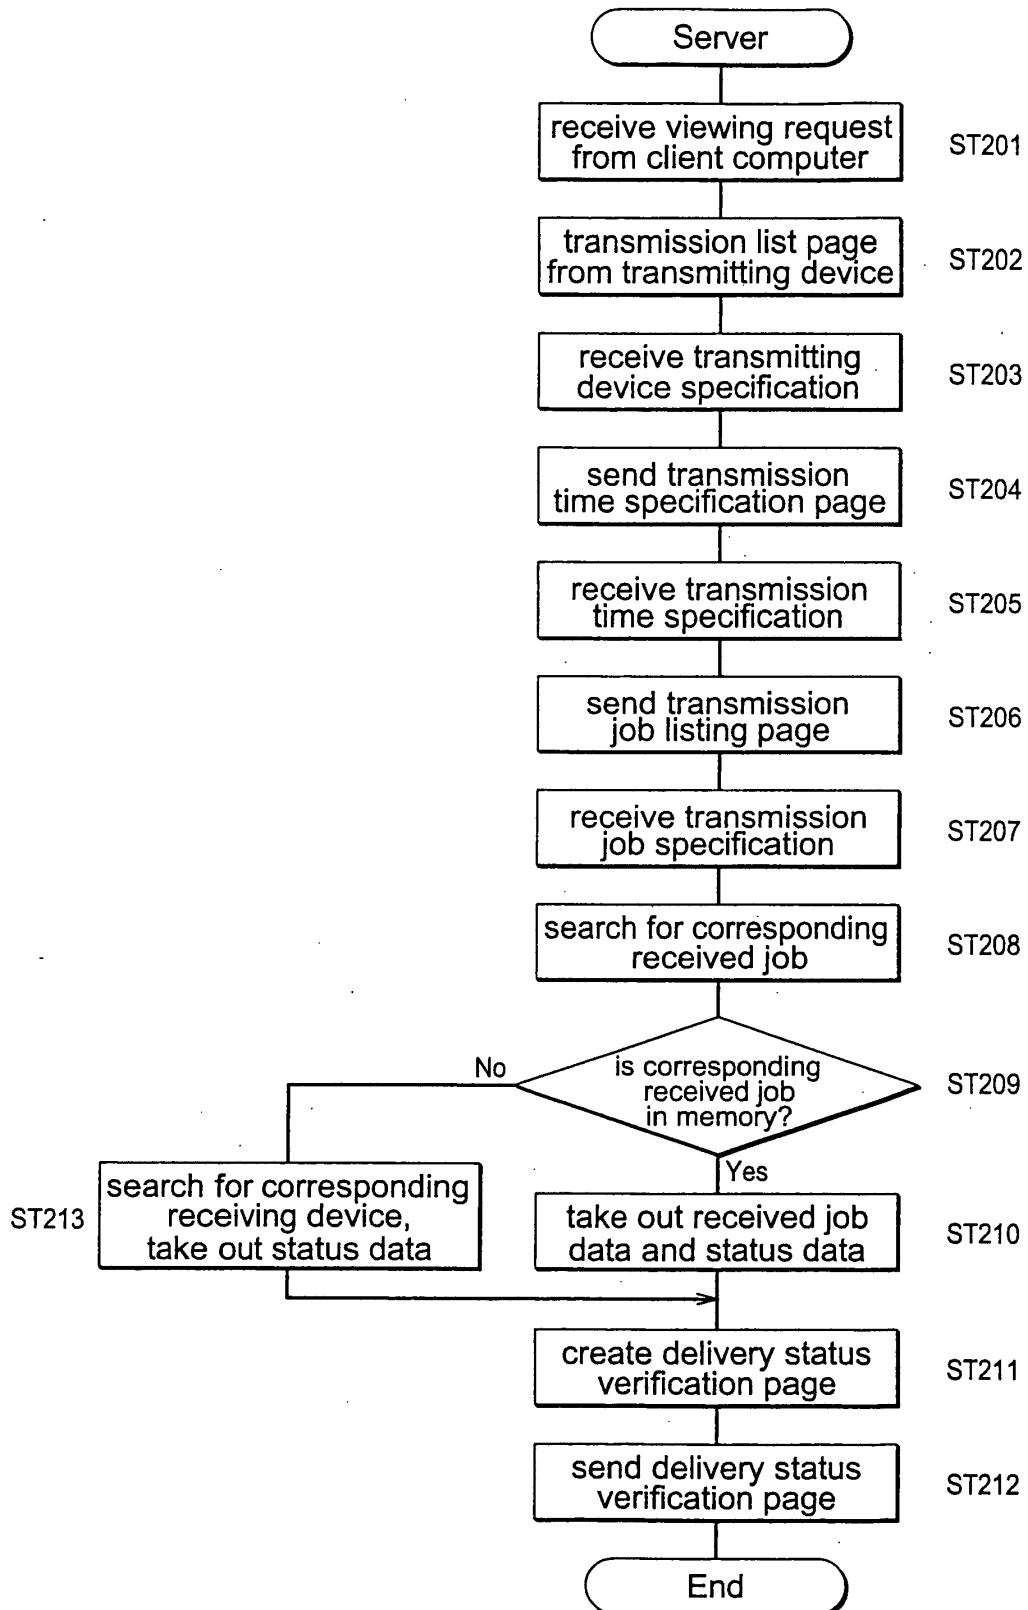 Server
receive viewing request
from client computer
ST201
transmission list page
from transmitting device
ST202
receive transmitting
device specification
ST203
send transmission
time specification page
ST204
receive transmission
time specification
ST205
send transmission
job listing page
ST206
receive transmission
job specification
ST207
search for corresponding
received job
ST208
is corresponding
received job
in memory?
ST209
No
Yes
ST213
search for corresponding
receiving device,
take out status data
take out received job
data and status data
ST210
create delivery status
verification page
ST211
send delivery status
verification page
ST212
End